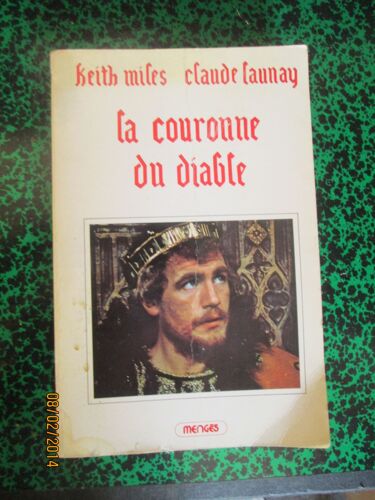 keith miles claude launay
la couronne
du diable
MENGES
08/02/2014